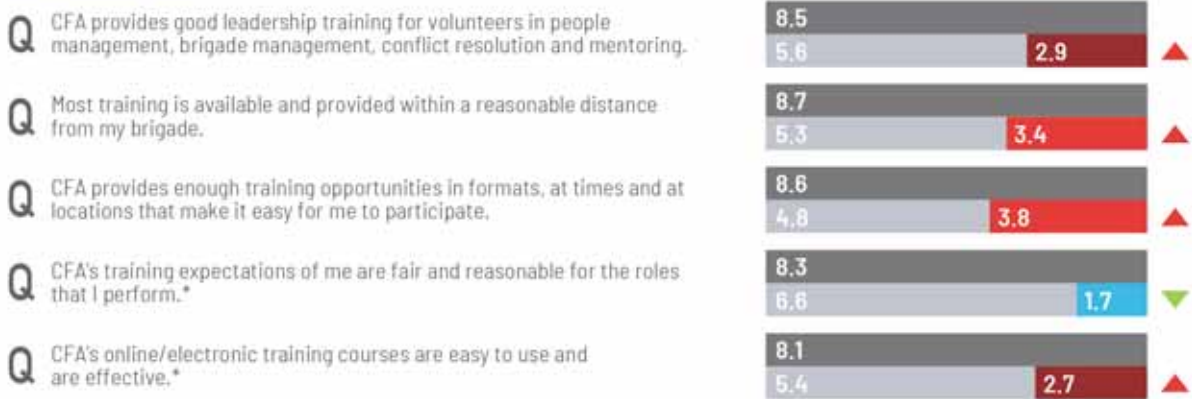 Q CFA provides good leadership training for volunteers in people
management, brigade management, conflict resolution and mentoring.
8.5
5.6 2.9
Q Most training is available and provided within a reasonable distance
from my brigade.
8.7
5.3 3.4
Q CFA provides enough training opportunities in formats, at times and at
locations that make it easy for me to participate.
8.6
4.8 3.8
Q CFA's training expectations of me are fair and reasonable for the roles
that I perform.*
8.3
6.6 1.7
Q CFA's online/electronic training courses are easy to use and
are effective.*
8.1
5.4 2.7